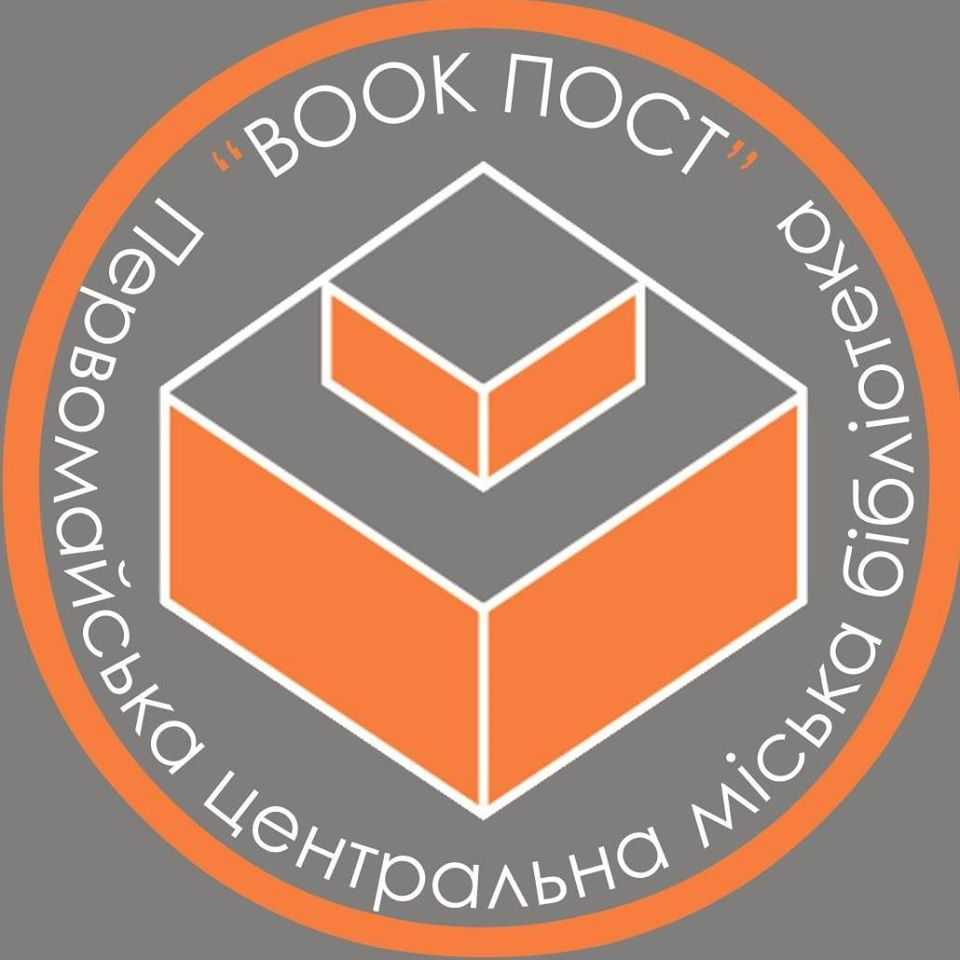 “BOOK ПОСТ”
Первомайська центральна міська бібліотека